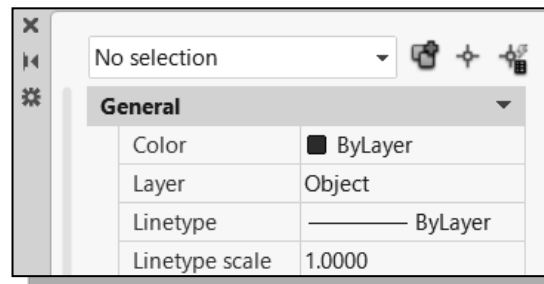 No selection
General
Color ByLayer
Layer Object
Linetype ByLayer
Linetype scale 1.0000